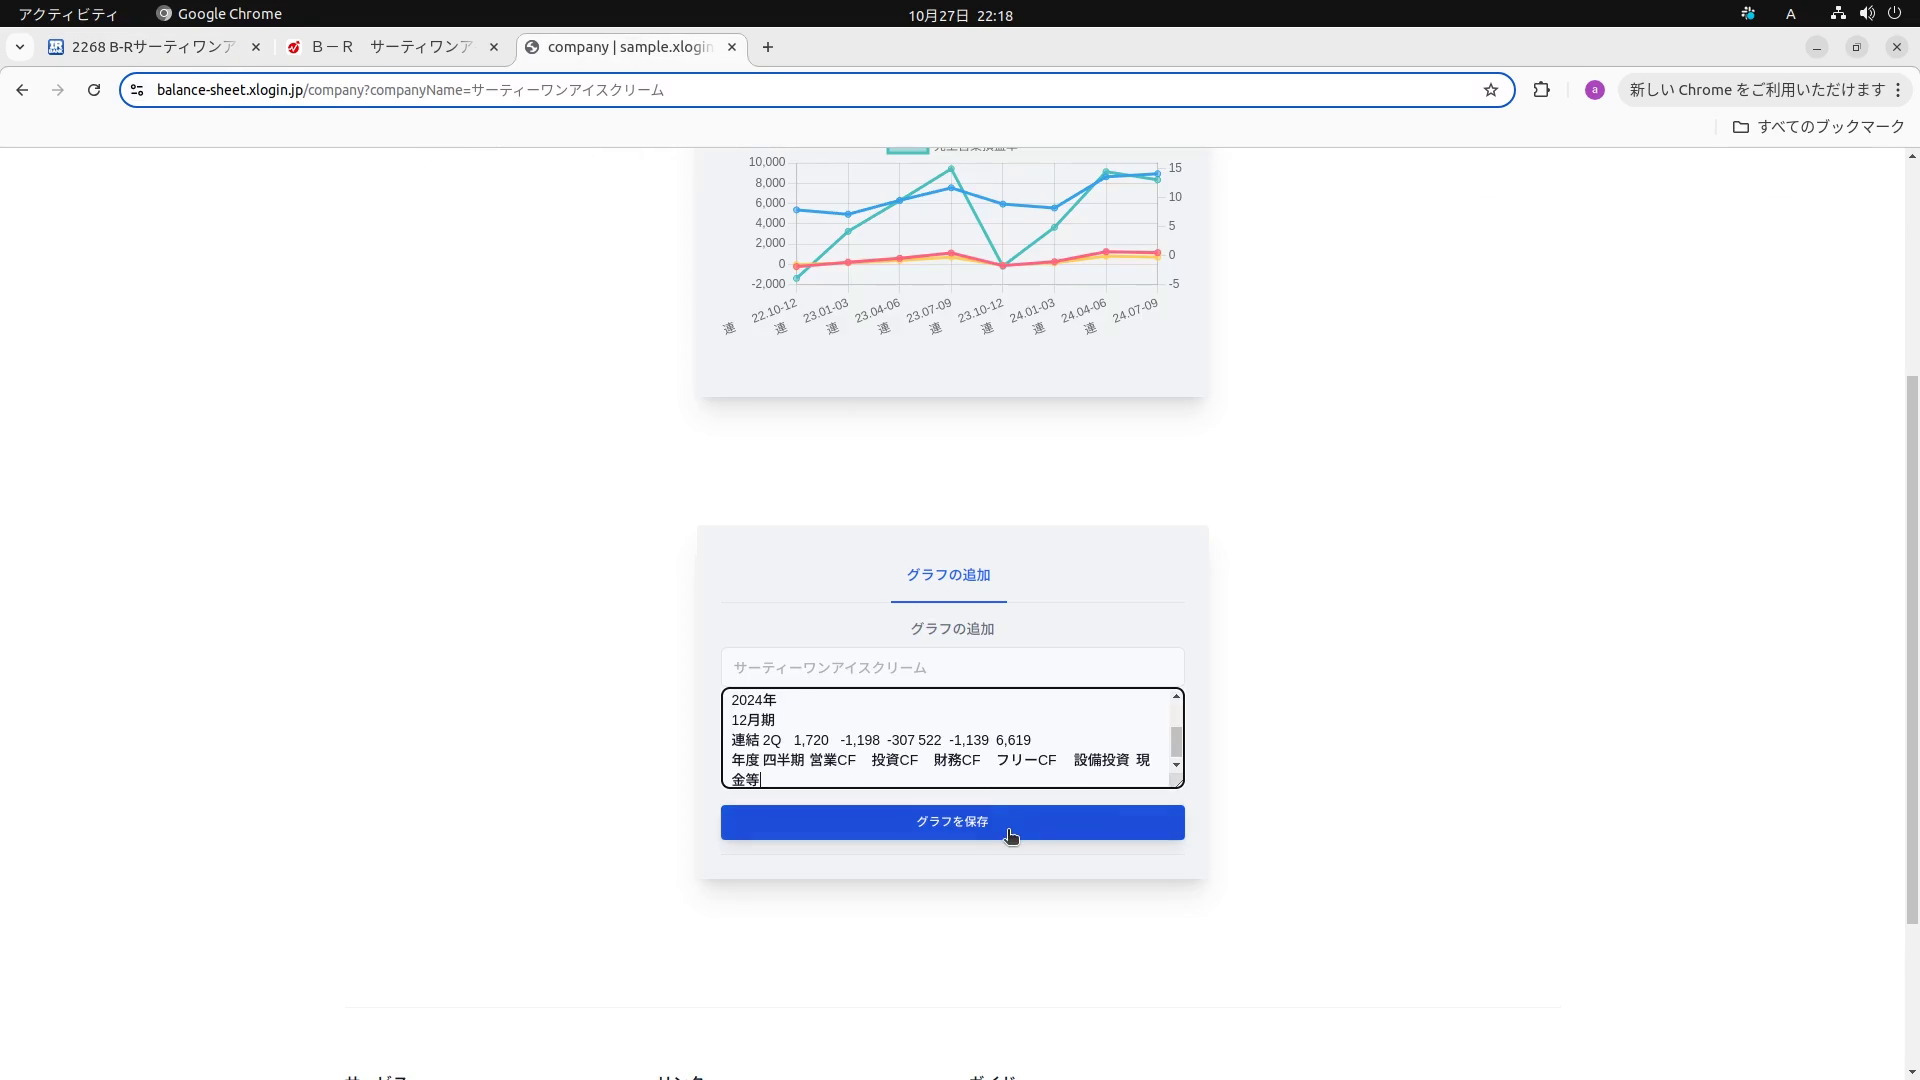 アクティビティ Google Chrome 10月27日 22:18 A
2268 B-Rサーティワンア Ｂ－Ｒ サーティワンア company | sample.xlogin
balance-sheet.xlogin.jp/company?companyName=サーティーワンアイスクリーム a 新しい Chrome をご利用いただけます
すべてのブックマーク
10,000
8,000
6,000
4,000
2,000
0
-2,000
15
10
5
0
-5
22.10-12 23.01-03 23.04-06 23.07-09 23.10-12 24.01-03 24.04-06 24.07-09
連 連 連 連 連 連 連 連
グラフの追加
グラフの追加
サーティーワンアイスクリーム
2024年
12月期
連結 2Q 1,720 -1,198 -307 522 -1,139 6,619
年度 四半期 営業CF 投資CF 財務CF フリーCF 設備投資 現
金等
グラフを保存